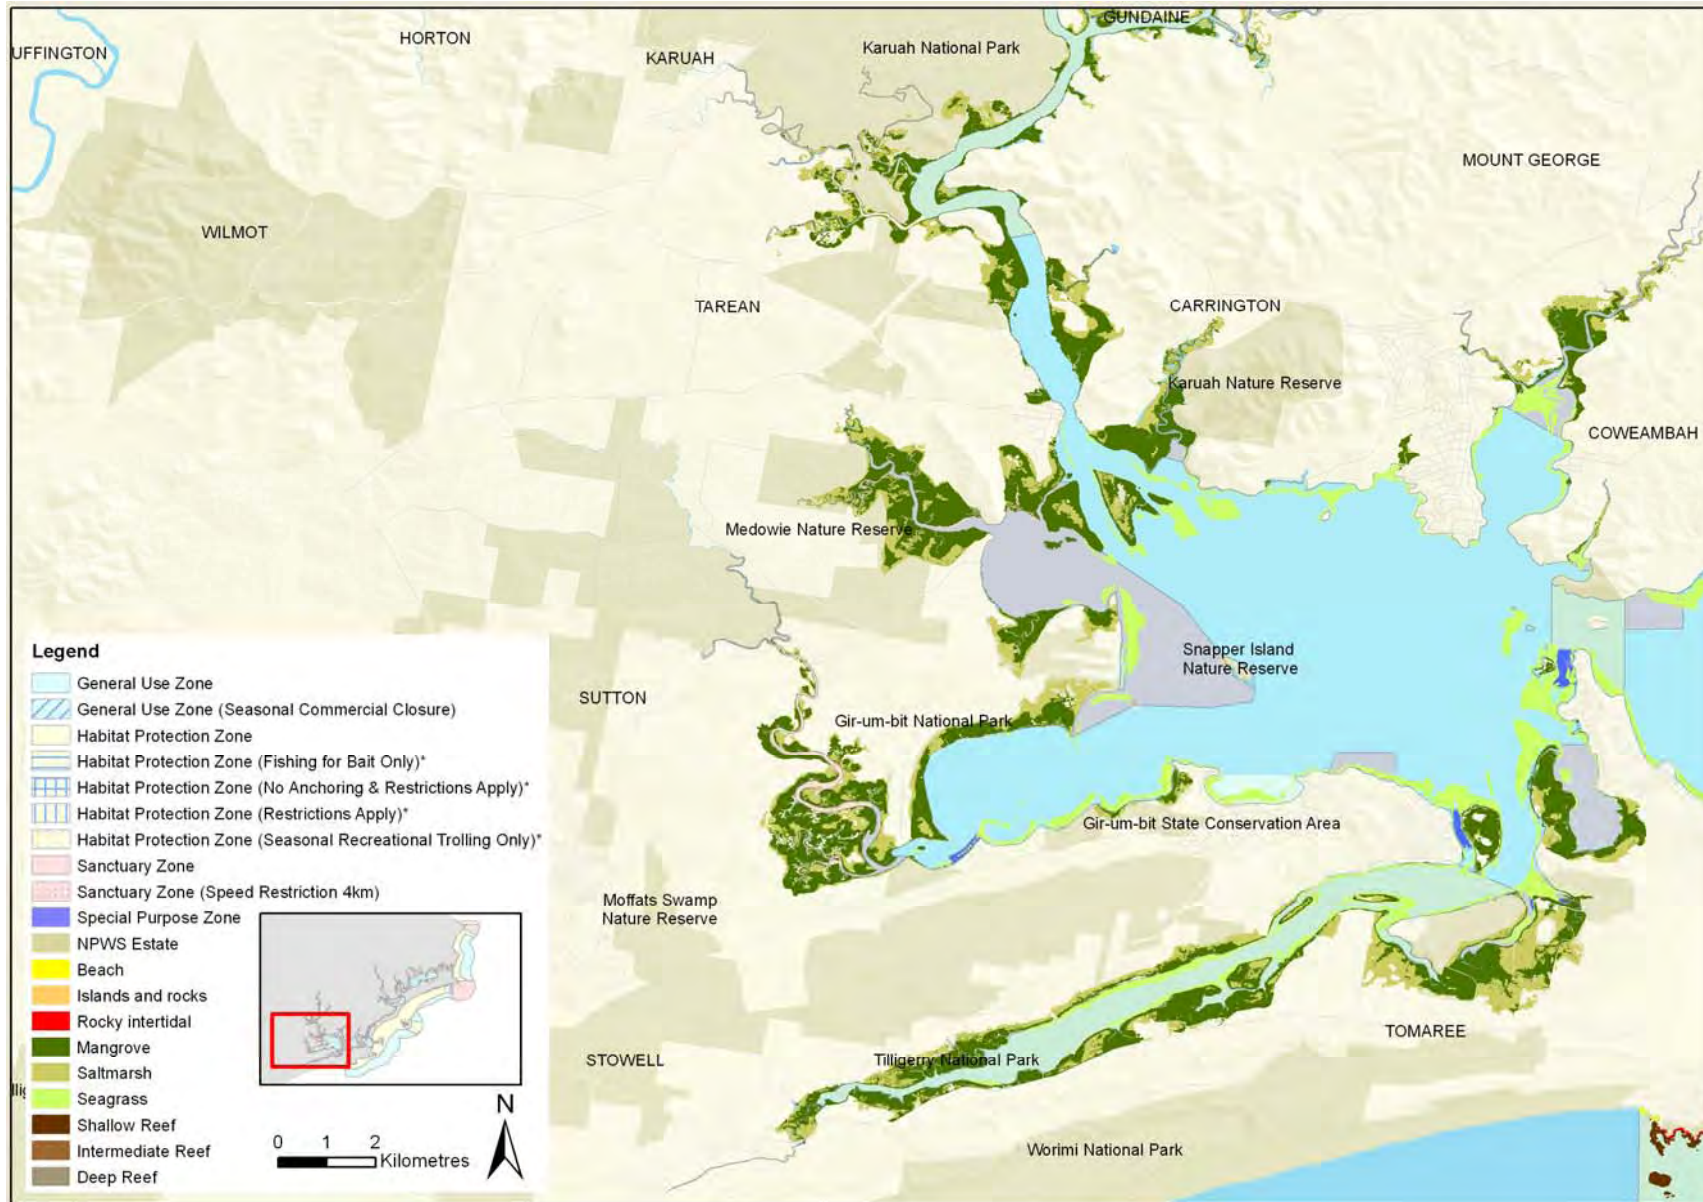 GUNDAINE
HORTON
Karuah National Park
UFFINGTON
KARUAH
MOUNT GEORGE
WILMOT
TAREAN
CARRINGTON
Karuah Nature Reserve
COWEAMBAH
Medowie Nature Reserve
Snapper Island
Nature Reserve
SUTTON
Gir-um-bit National Park
Gir-um-bit State Conservation Area
Moffats Swamp
Nature Reserve
TOMAREE
STOWELL
Tilligerry National Park
Worimi National Park
Legend
General Use Zone
General Use Zone (Seasonal Commercial Closure)
Habitat Protection Zone
Habitat Protection Zone (Fishing for Bait Only)*
Habitat Protection Zone (No Anchoring & Restrictions Apply)*
Habitat Protection Zone (Restrictions Apply)*
Habitat Protection Zone (Seasonal Recreational Trolling Only)*
Sanctuary Zone
Sanctuary Zone (Speed Restriction 4km)
Special Purpose Zone
NPWS Estate
Beach
Islands and rocks
Rocky intertidal
Mangrove
Saltmarsh
Seagrass
Shallow Reef
Intermediate Reef
Deep Reef
N
0 1 2
Kilometres